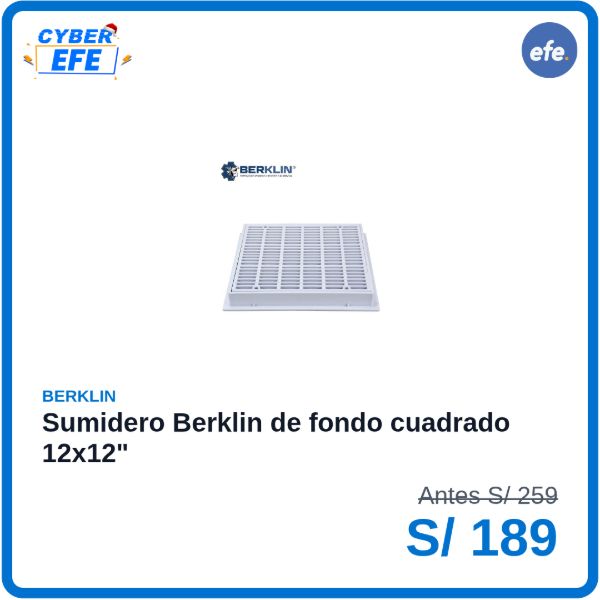 CYBER
EFE
efe.
BERKLIN®
BERKLIN
Sumidero Berklin de fondo cuadrado
12x12"
Antes S/ 259
S/ 189